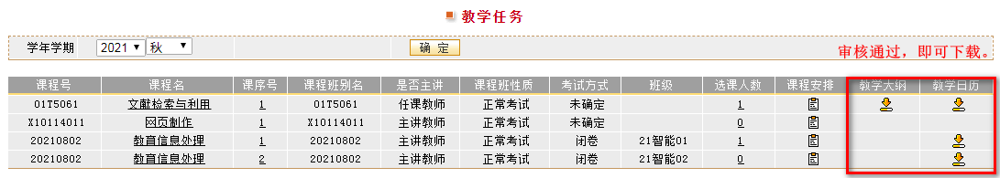 教学任务
学年学期 2021 秋 确 定
审核通过，即可下载。
课程号 课程名 课序号 课程班别名 是否主讲 课程班性质 考试方式 班级 选课人数 课程安排 教学大纲 教学日历
01T5061 文献检索与利用 1 01T5061 任课教师 正常考试 未确定 1
X10114011 网页制作 1 X10114011 主讲教师 正常考试 未确定 0
20210802 教育信息处理 1 20210802 主讲教师 正常考试 闭卷 21智能01 1
20210802 教育信息处理 2 20210802 主讲教师 正常考试 闭卷 21智能02 0